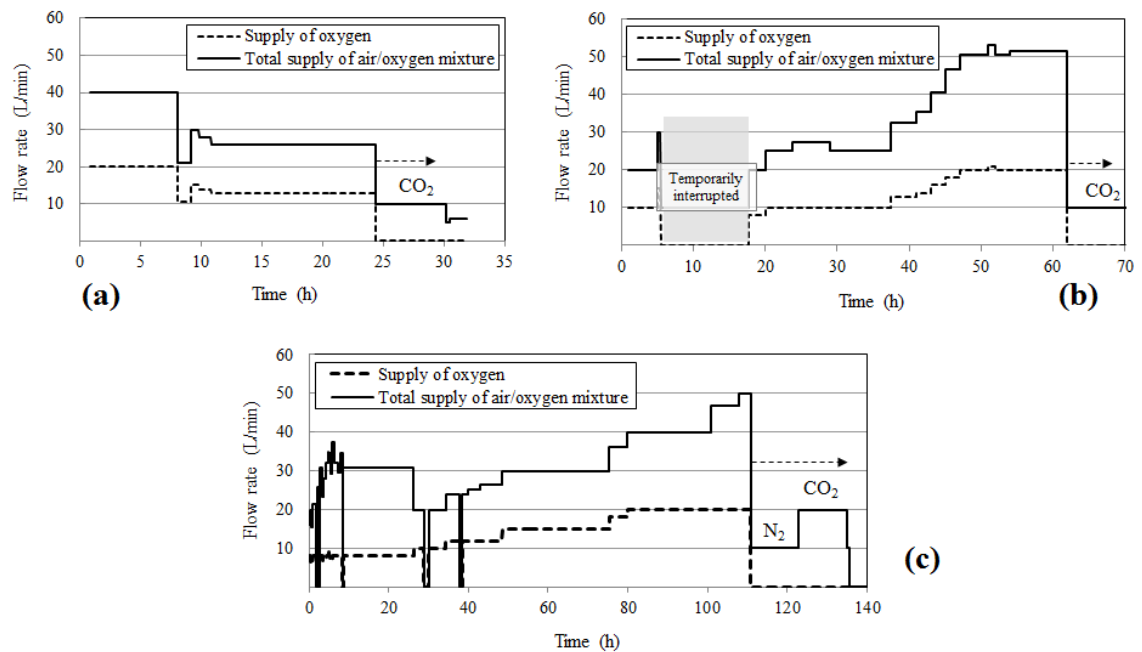 60
50
40
30
20
10
Flow rate (L/min)
Supply of oxygen
Total supply of air/oxygen mixture
CO2
0
5
10
15
20
25
30
35
Time (h)
(a)
60
50
40
30
20
10
Flow rate (L/min)
Supply of oxygen
Total supply of air/oxygen mixture
Temporarily
interrupted
CO2
0
10
20
30
40
50
60
70
Time (h)
(b)
60
50
40
30
20
10
Flow rate (L/min)
Supply of oxygen
Total supply of air/oxygen mixture
CO2
N2
0
20
40
60
80
100
120
140
Time (h)
(c)